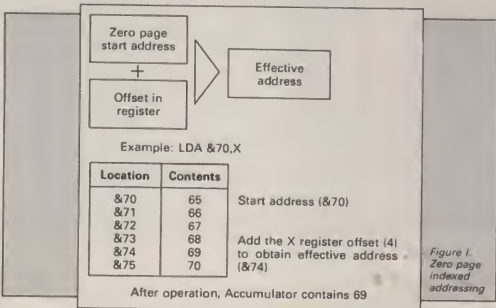 Zero page
start address
+
Offset in
register
Effective
address
Example: LDA &70,X
Location Contents
&70 65 Start address (&70)
&71 66
&72 67
&73 68 Add the X register offset (4)
&74 69 to obtain effective address
&75 70 (&74)
After operation, Accumulator contains 69
Figure 1.
Zero page
indexed
addressing